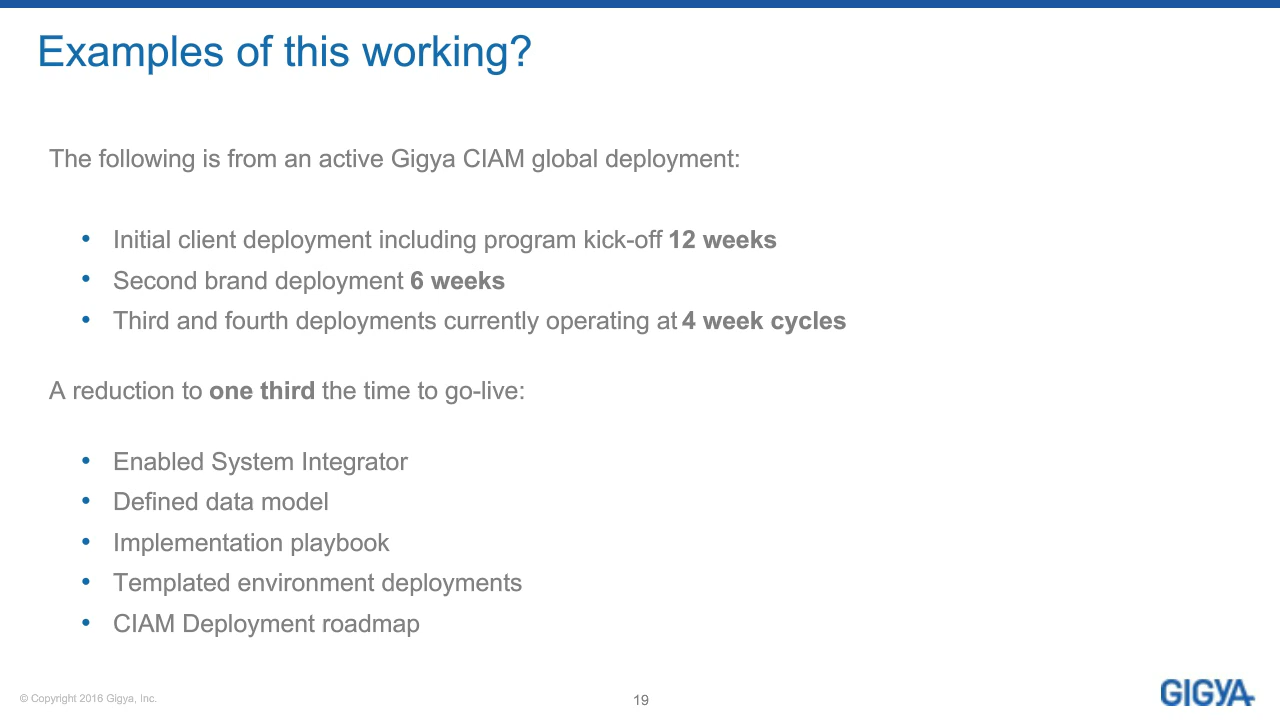 Examples of this working?
The following is from an active Gigya CIAM global deployment:
• Initial client deployment including program kick-off 12 weeks
• Second brand deployment 6 weeks
• Third and fourth deployments currently operating at 4 week cycles
A reduction to one third the time to go-live:
• Enabled System Integrator
• Defined data model
• Implementation playbook
• Templated environment deployments
• CIAM Deployment roadmap
© Copyright 2016 Gigya, Inc.
19
GIGYA